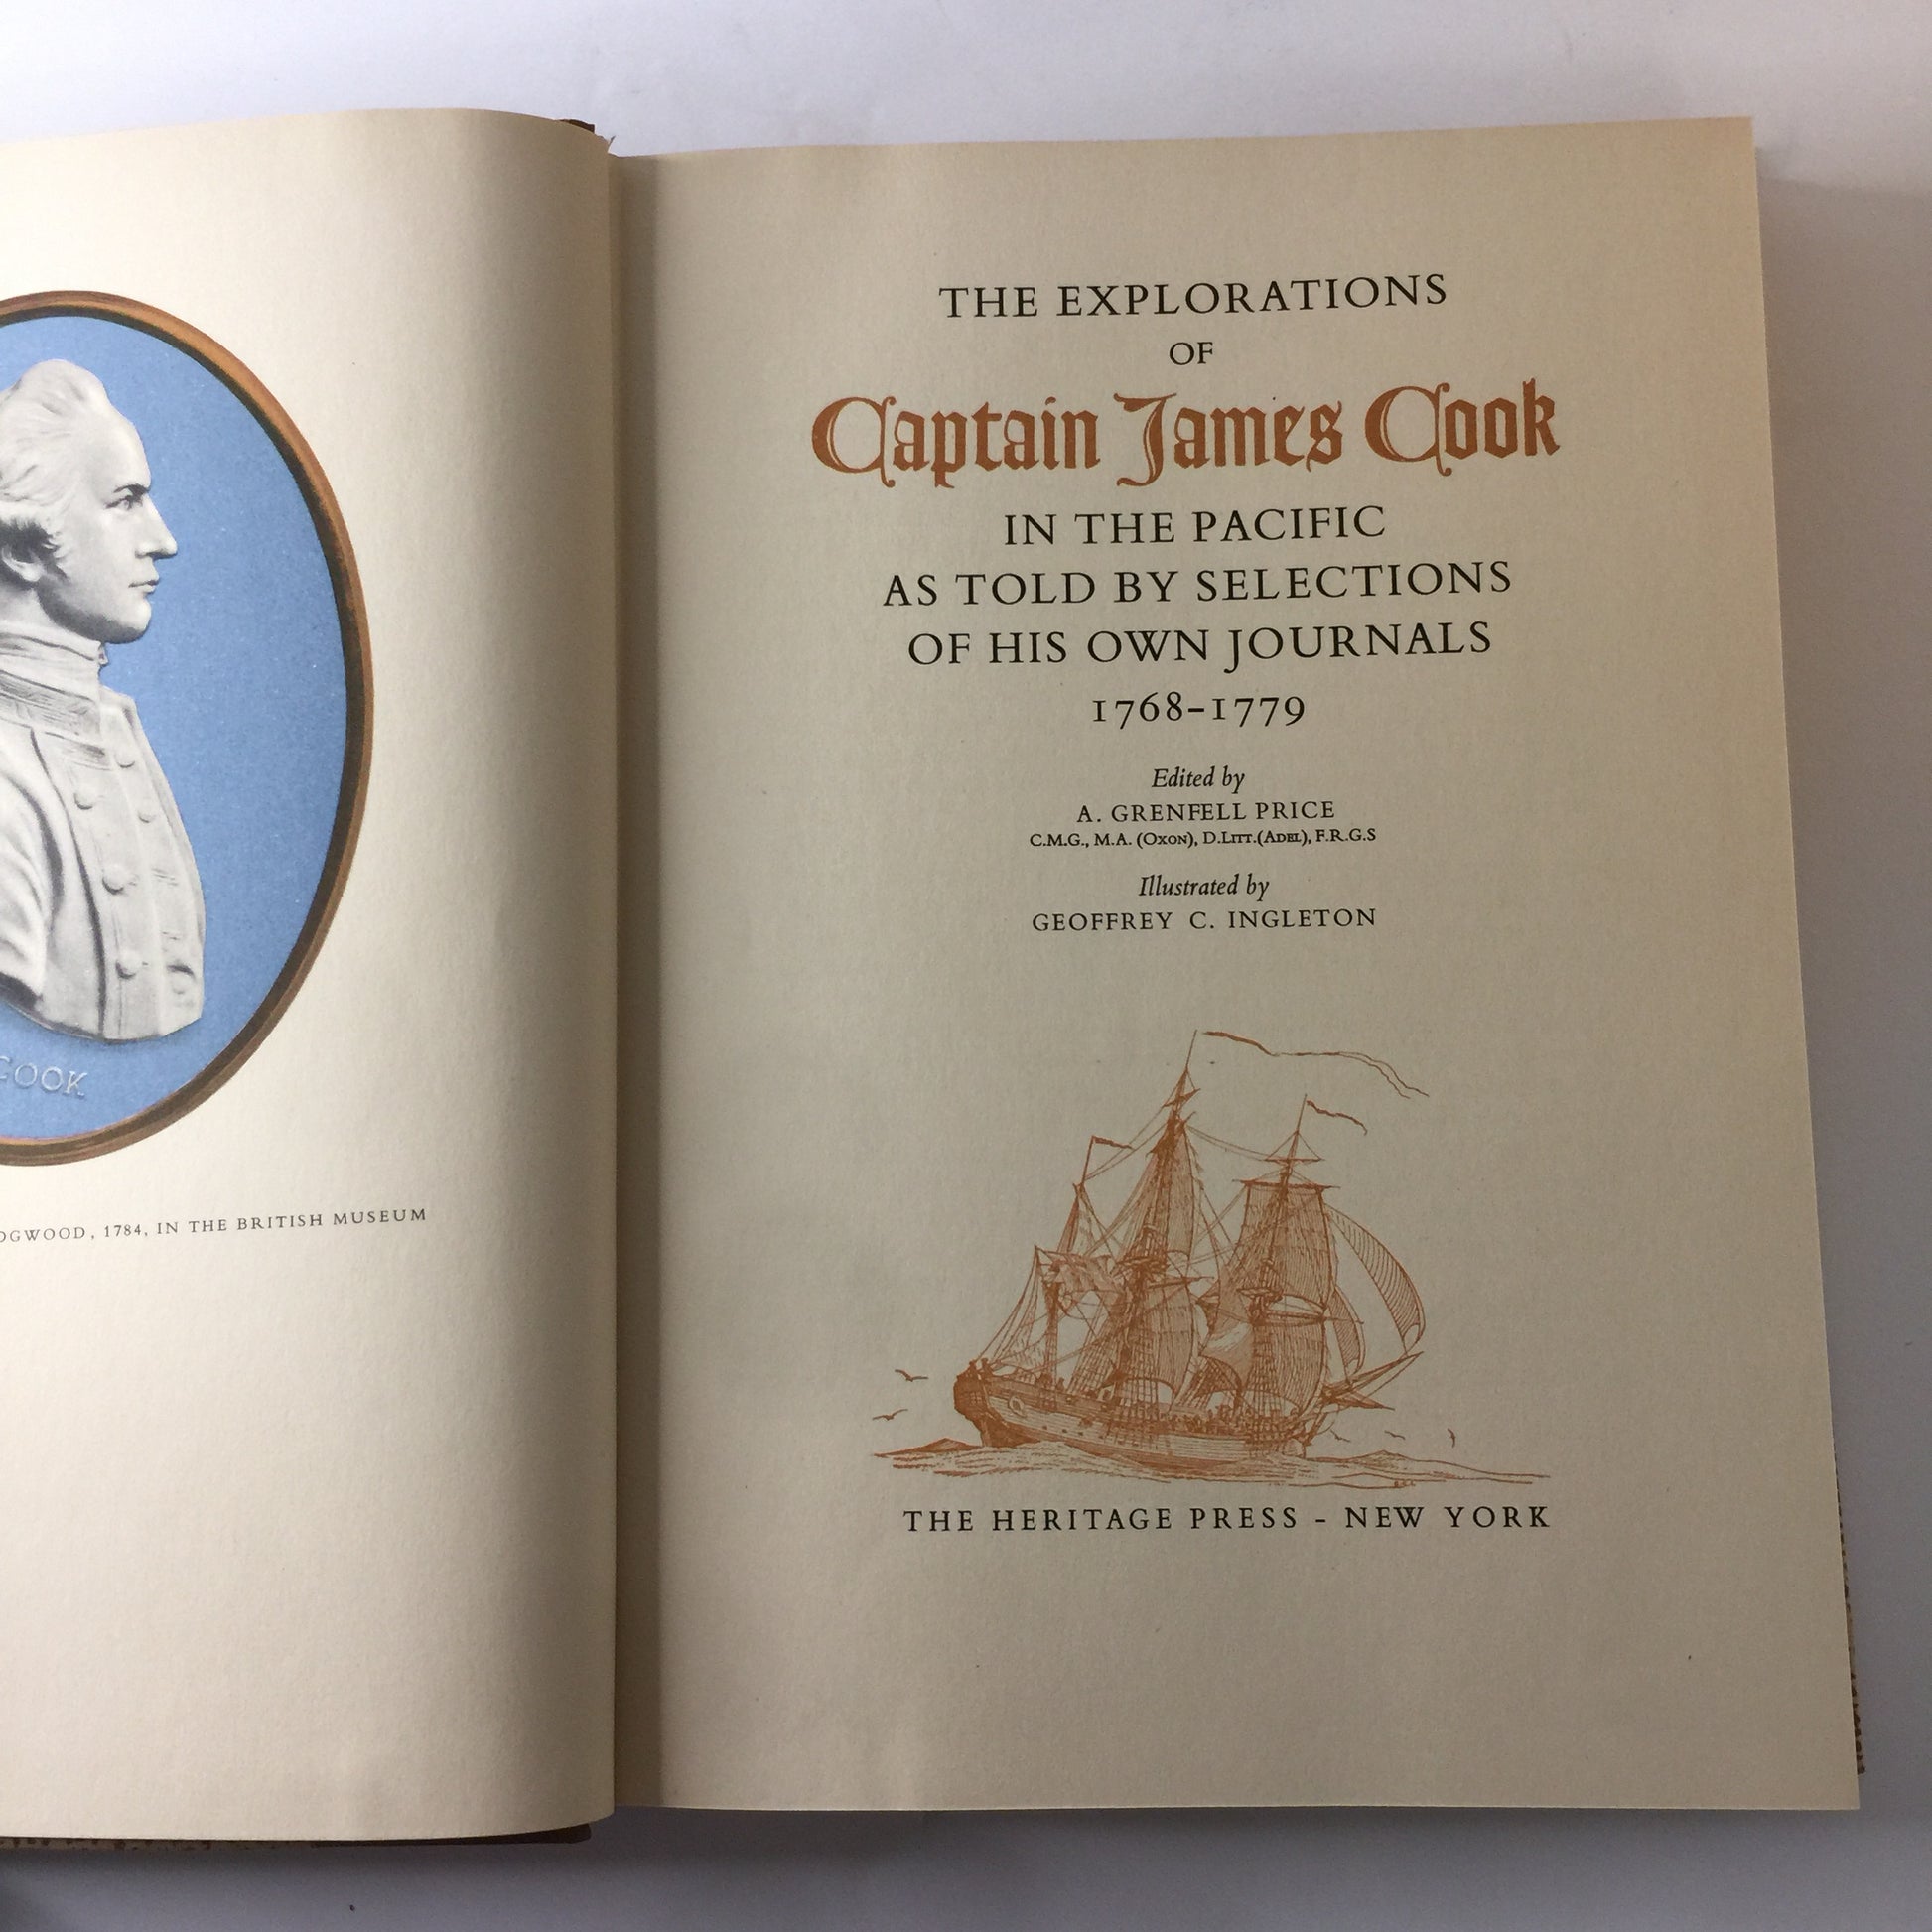 COOK
1784, IN THE BRITISH MUSEUM
THE EXPLORATIONS
OF
Captain James Cook
IN THE PACIFIC
AS TOLD BY SELECTIONS
OF HIS OWN JOURNALS
1768-1779
Edited by
A. GRENFELL PRICE
C.M.G., M.A. (OXON), D.LITT.(ADEL), F.R.G.S
Illustrated by
GEOFFREY C. INGLETON
THE HERITAGE PRESS - NEW YORK